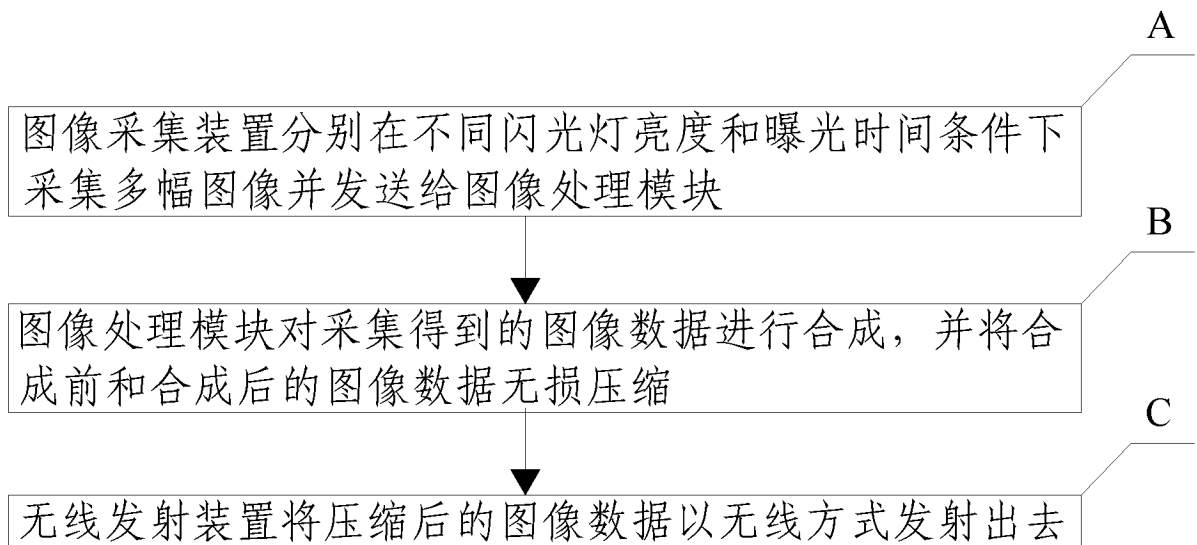 A
图像采集装置分别在不同闪光灯亮度和曝光时间条件下
采集多幅图像并发送给图像处理模块
B
图像处理模块对采集得到的图像数据进行合成，并将合
成前和合成后的图像数据无损压缩
C
无线发射装置将压缩后的图像数据以无线方式发射出去